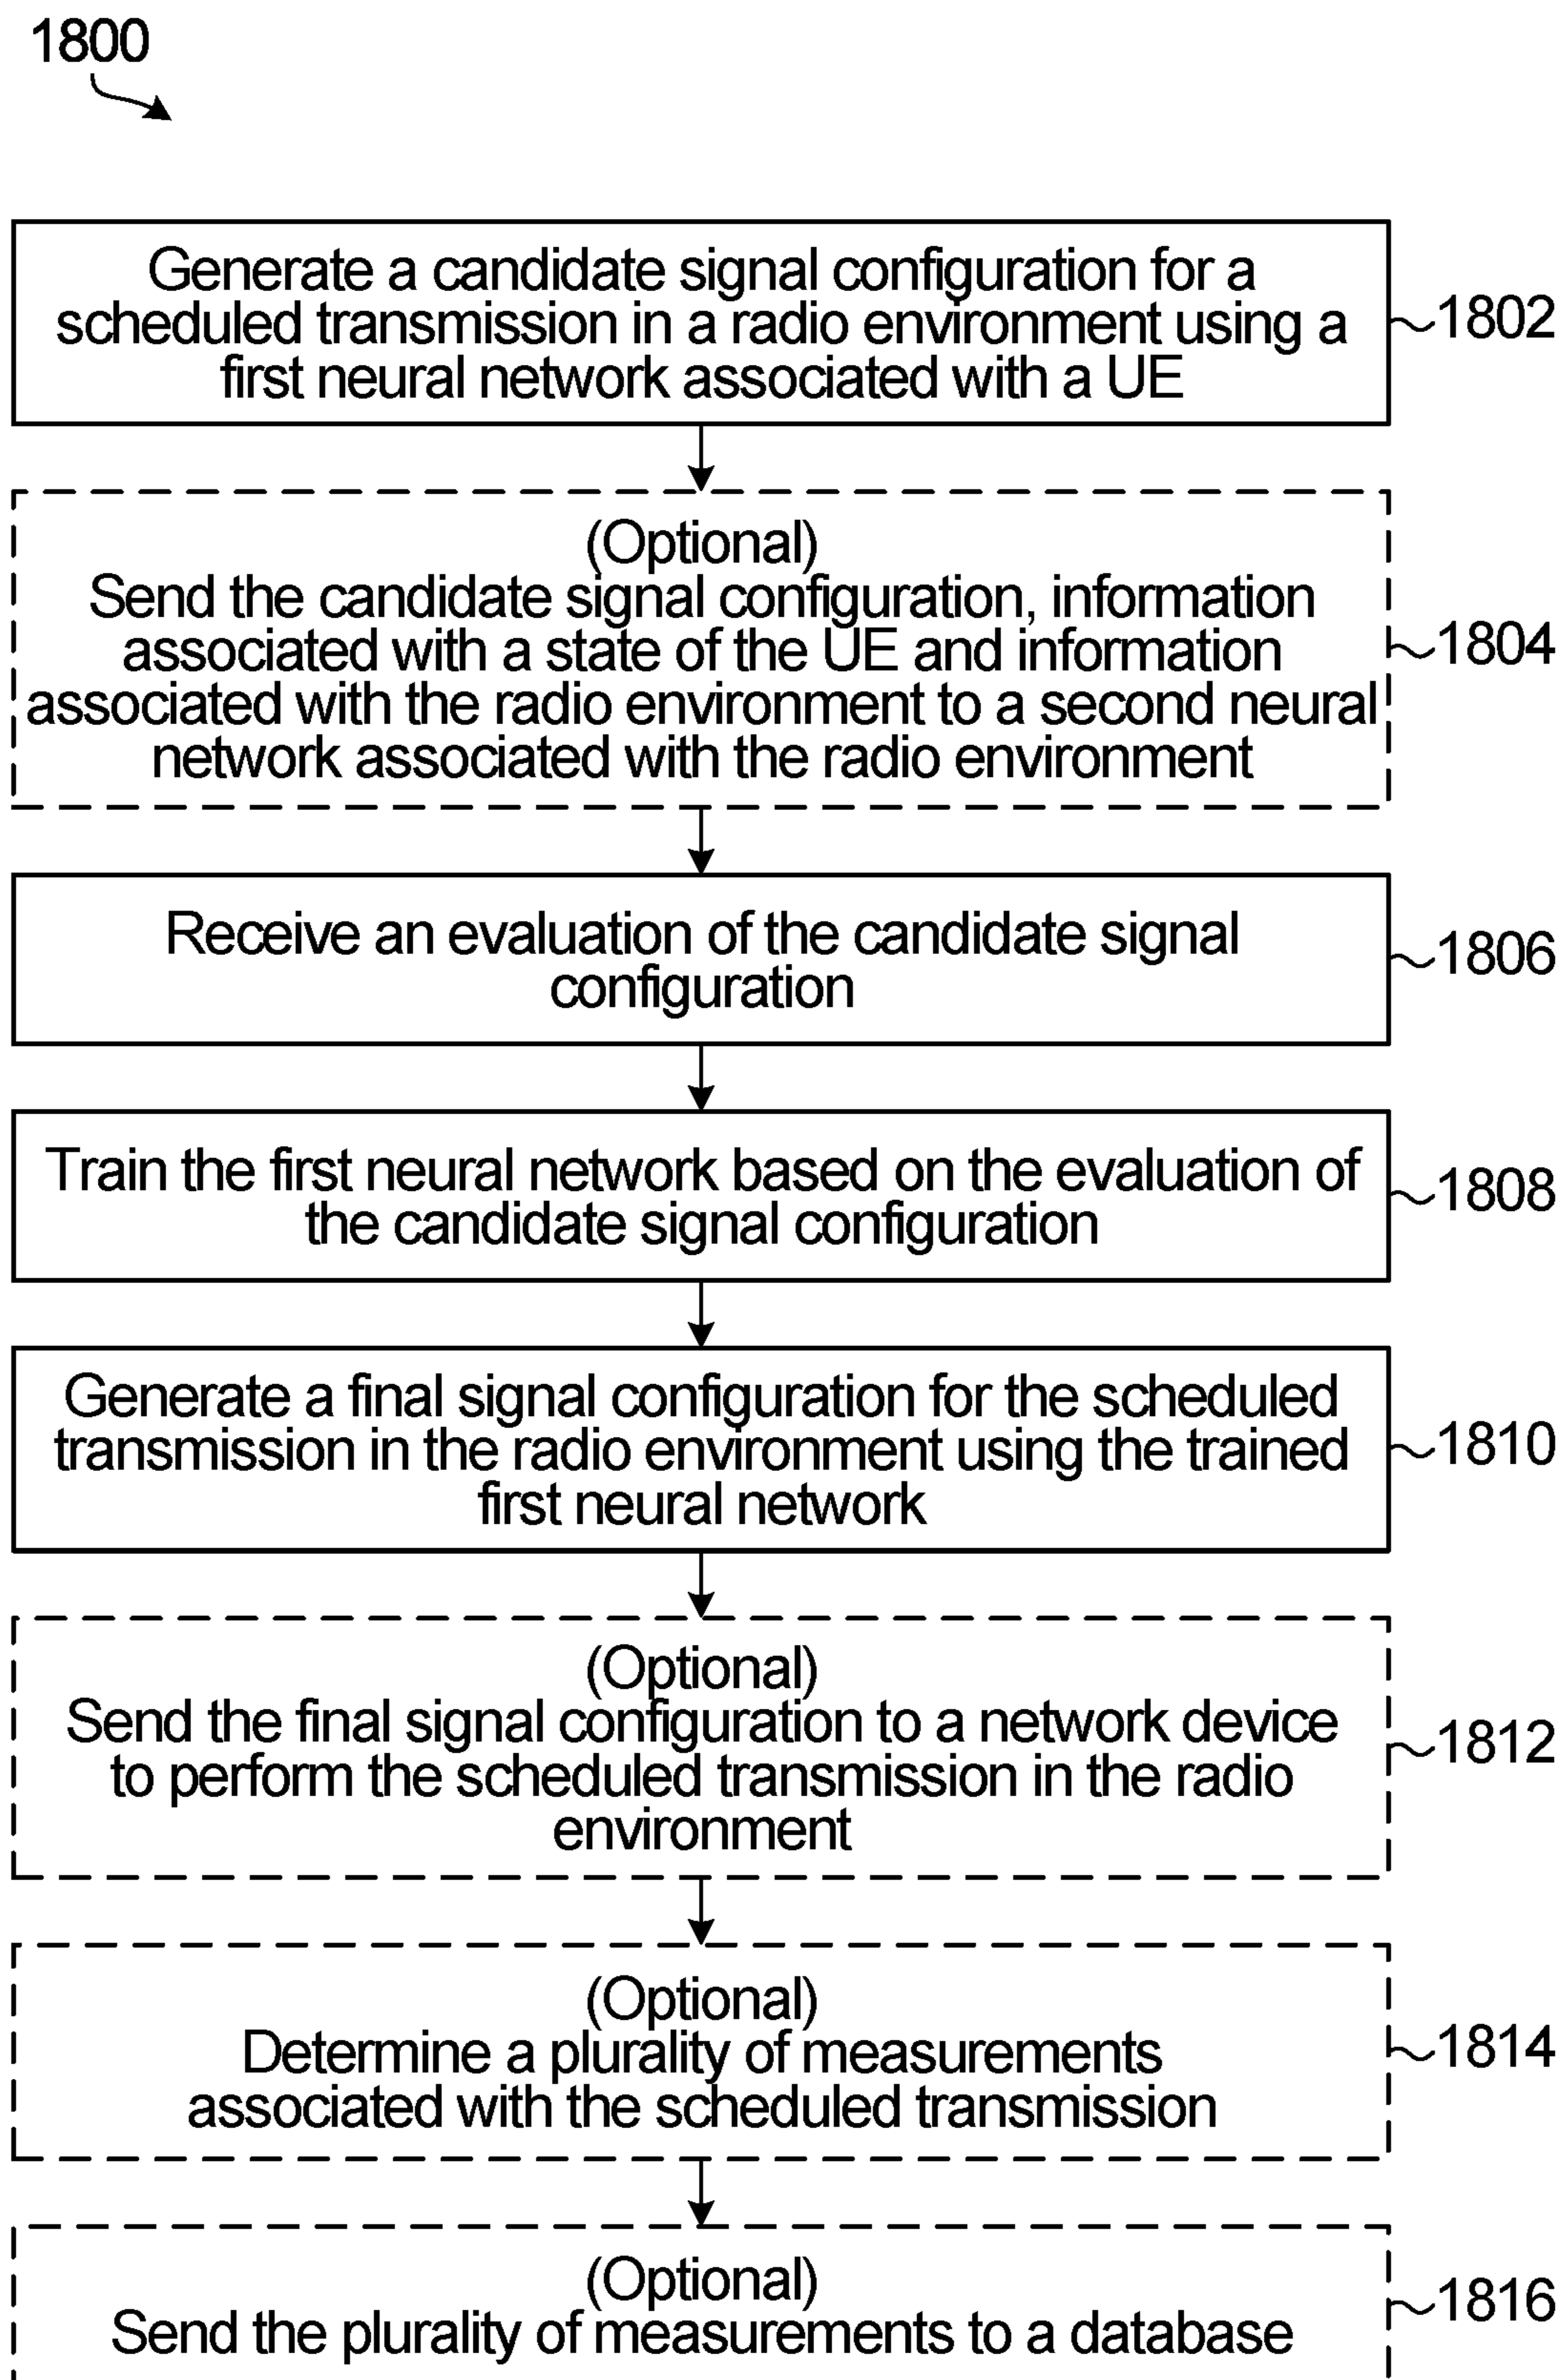 1800
Generate a candidate signal configuration for a
scheduled transmission in a radio environment using a
first neural network associated with a UE
1802
(Optional)
Send the candidate signal configuration, information
associated with a state of the UE and information
associated with the radio environment to a second neural
network associated with the radio environment
1804
Receive an evaluation of the candidate signal
configuration
1806
Train the first neural network based on the evaluation of
the candidate signal configuration
1808
Generate a final signal configuration for the scheduled
transmission in the radio environment using the trained
first neural network
1810
(Optional)
Send the final signal configuration to a network device
to perform the scheduled transmission in the radio
environment
1812
(Optional)
Determine a plurality of measurements
associated with the scheduled transmission
1814
(Optional)
Send the plurality of measurements to a database
1816